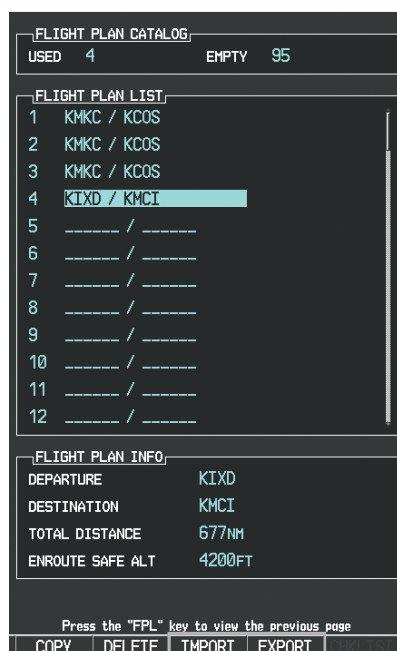 FLIGHT PLAN CATALOG
USED 4 EMPTY 95
FLIGHT PLAN LIST
1 KMKC / KCOS
2 KMKC / KCOS
3 KMKC / KCOS
4 KIXD / KMCI
5 ______ / ______
6 ______ / ______
7 ______ / ______
8 ______ / ______
9 ______ / ______
10 ______ / ______
11 ______ / ______
12 ______ / ______
FLIGHT PLAN INFO
DEPARTURE KIXD
DESTINATION KMCI
TOTAL DISTANCE 677NM
ENROUTE SAFE ALT 4200FT
Press the "FPL" key to view the previous page
COPY DELETE IMPORT EXPORT CHKLIST